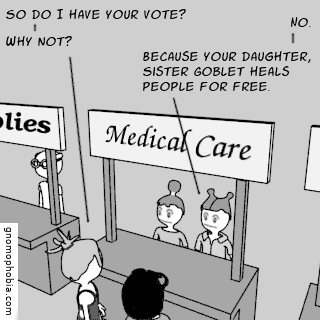 SO DO I HAVE YOUR VOTE?
NO.
WHY NOT?
BECAUSE YOUR DAUGHTER,
SISTER GOBLET HEALS
PEOPLE FOR FREE.
plies
Medical Care
gnomophobia.com